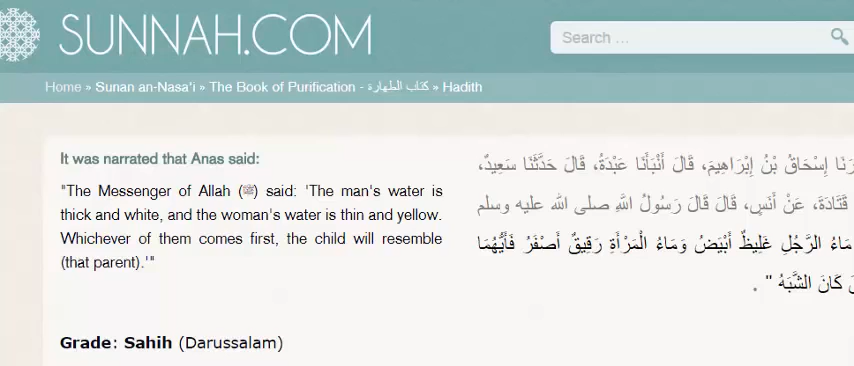 SUNNAH.COM
Search ...
Home » Sunan an-Nasa'i » The Book of Purification - كتاب الطهارة » Hadith
It was narrated that Anas said:
"The Messenger of Allah (ﷺ) said: 'The man's water is
thick and white, and the woman's water is thin and yellow.
Whichever of them comes first, the child will resemble
(that parent).'"
إِسْحَاقُ بْنُ إِبْرَاهِيمَ، قَالَ أَنْبَأَنَا عَبْدَةُ، قَالَ حَدَّثَنَا سَعِيدٌ،
قَتَادَةَ، عَنْ أَنَسٍ، قَالَ قَالَ رَسُولُ اللَّهِ صلى الله عليه وسلم
مَاءُ الرَّجُلِ غَلِيظٌ أَبْيَضُ وَمَاءُ الْمَرْأَةِ رَقِيقٌ أَصْفَرُ فَأَيُّهُمَا
كَانَ الشَّبَهُ " .
Grade: Sahih (Darussalam)